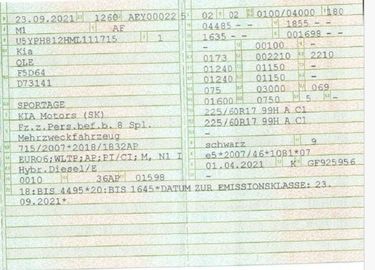 23.09.2021 1260 AEY00022 5
M1 AF
U5YPH812HML111715 1
Kia
QLE
F5D64
D73141
SPORTAGE
KIA Motors (SK)
Fz.z.Pers.bef.b. 8 Spl.
Mehrzweckfahrzeug
715/2007*2018/1832AP
EURO6;WLTP;AP;PI/CI; M, N1 I
Hybr.Diesel/E
0010 36AP 01598
18:BIS 4495*20:BIS 1645*DATUM ZUR EMISSIONSKLASSE: 23.
09.2021*
02 02 0100/04000 180
04485 - - 1855 - -
1635 - - 001698 - -
- 00100 -
0173 002210 2210
01240 01150 -
01240 01150 -
075 03000 069
01600 0750 5 -
225/60R17 99H A C1
225/60R17 99H A C1
-
schwarz 9
e5*2007/46*1081*07
01.04.2021 K GF925956
- -